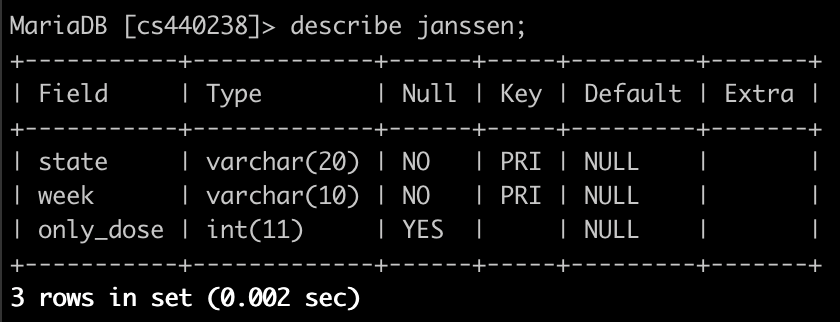 MariaDB [cs440238]> describe janssen;
+-----------+-------------+------+-----+---------+-------+
| Field     | Type        | Null | Key | Default | Extra |
+-----------+-------------+------+-----+---------+-------+
| state     | varchar(20) | NO   | PRI | NULL    |       |
| week      | varchar(10) | NO   | PRI | NULL    |       |
| only_dose | int(11)     | YES  |     | NULL    |       |
+-----------+-------------+------+-----+---------+-------+
3 rows in set (0.002 sec)